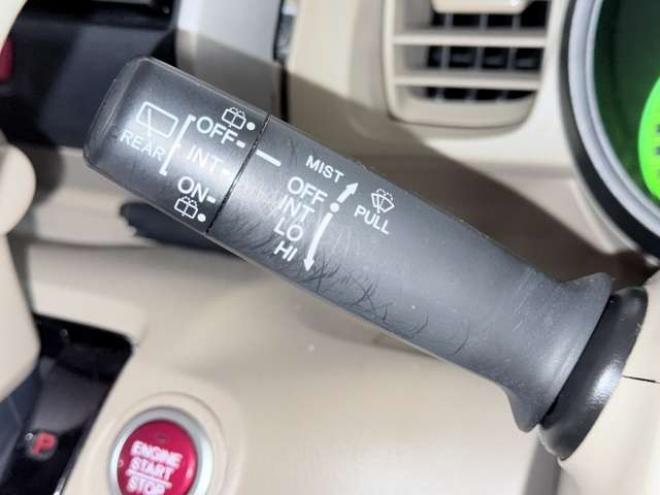 OFF-
REAR
INT-
ON-
MIST
OFF
INT
LO
HI
PULL
P
ENGINE
START
STOP